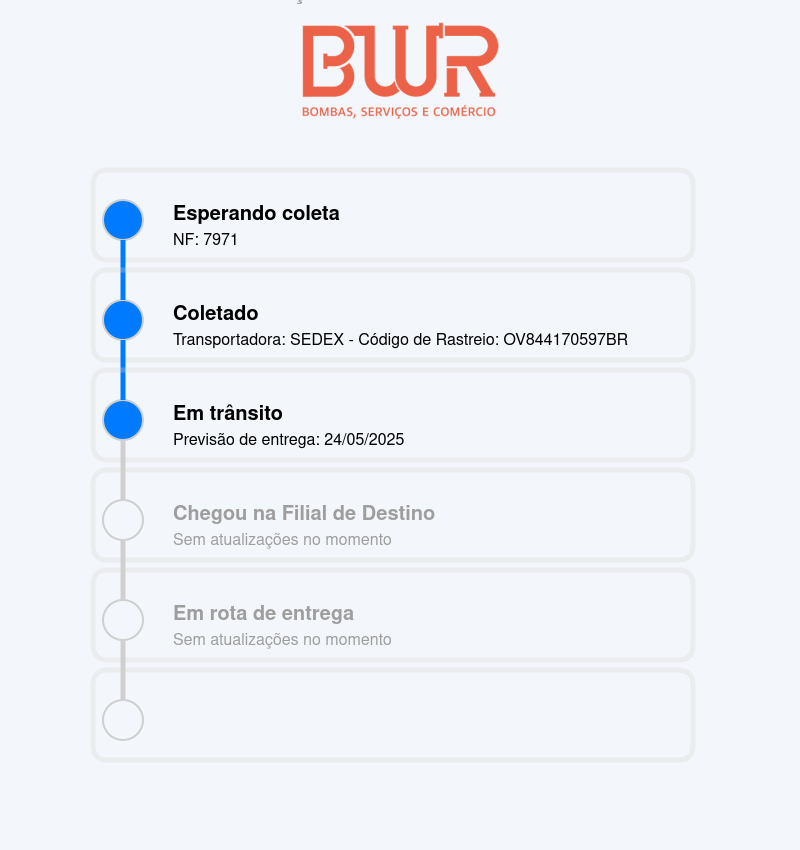 BWR
BOMBAS, SERVIÇOS E COMÉRCIO
Esperando coleta
NF: 7971
Coletado
Transportadora: SEDEX - Código de Rastreio: OV844170597BR
Em trânsito
Previsão de entrega: 24/05/2025
Chegou na Filial de Destino
Sem atualizações no momento
Em rota de entrega
Sem atualizações no momento